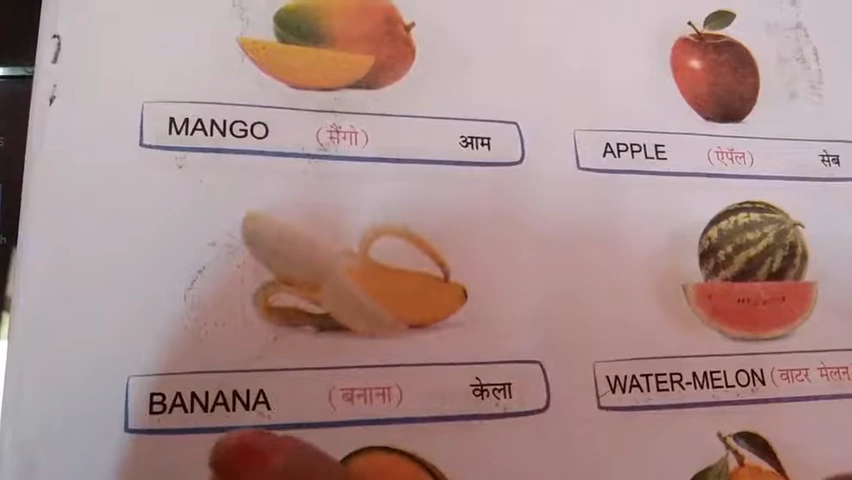 MANGO (मैंगो) आम
APPLE (ऐपॅल) सेब
BANANA (बनाना) केला
WATER-MELON (वाटर मेलन